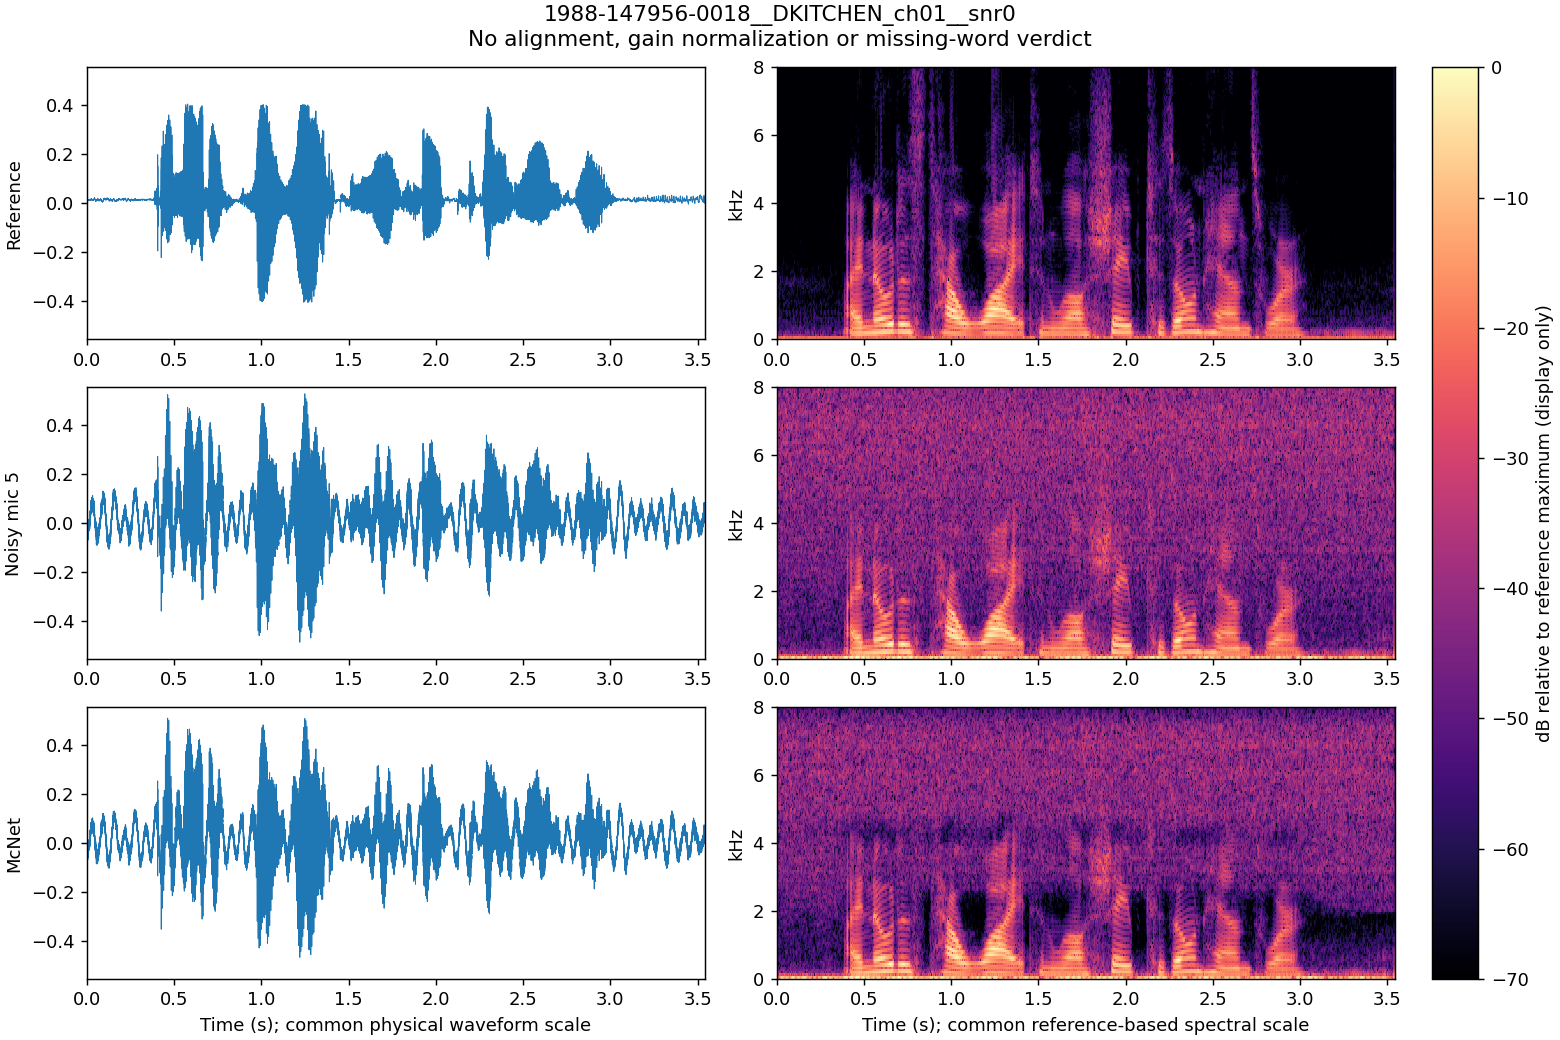 1988-147956-0018__DKITCHEN_ch01__snr0
No alignment, gain normalization or missing-word verdict
Reference
0.4
0.2
0.0
−0.2
−0.4
0.0 0.5 1.0 1.5 2.0 2.5 3.0 3.5
kHz
8
6
4
2
0
0.0 0.5 1.0 1.5 2.0 2.5 3.0 3.5
Noisy mic 5
0.4
0.2
0.0
−0.2
−0.4
0.0 0.5 1.0 1.5 2.0 2.5 3.0 3.5
kHz
8
6
4
2
0
0.0 0.5 1.0 1.5 2.0 2.5 3.0 3.5
McNet
0.4
0.2
0.0
−0.2
−0.4
0.0 0.5 1.0 1.5 2.0 2.5 3.0 3.5
Time (s); common physical waveform scale
kHz
8
6
4
2
0
0.0 0.5 1.0 1.5 2.0 2.5 3.0 3.5
Time (s); common reference-based spectral scale
0
−10
−20
−30
−40
−50
−60
−70
dB relative to reference maximum (display only)